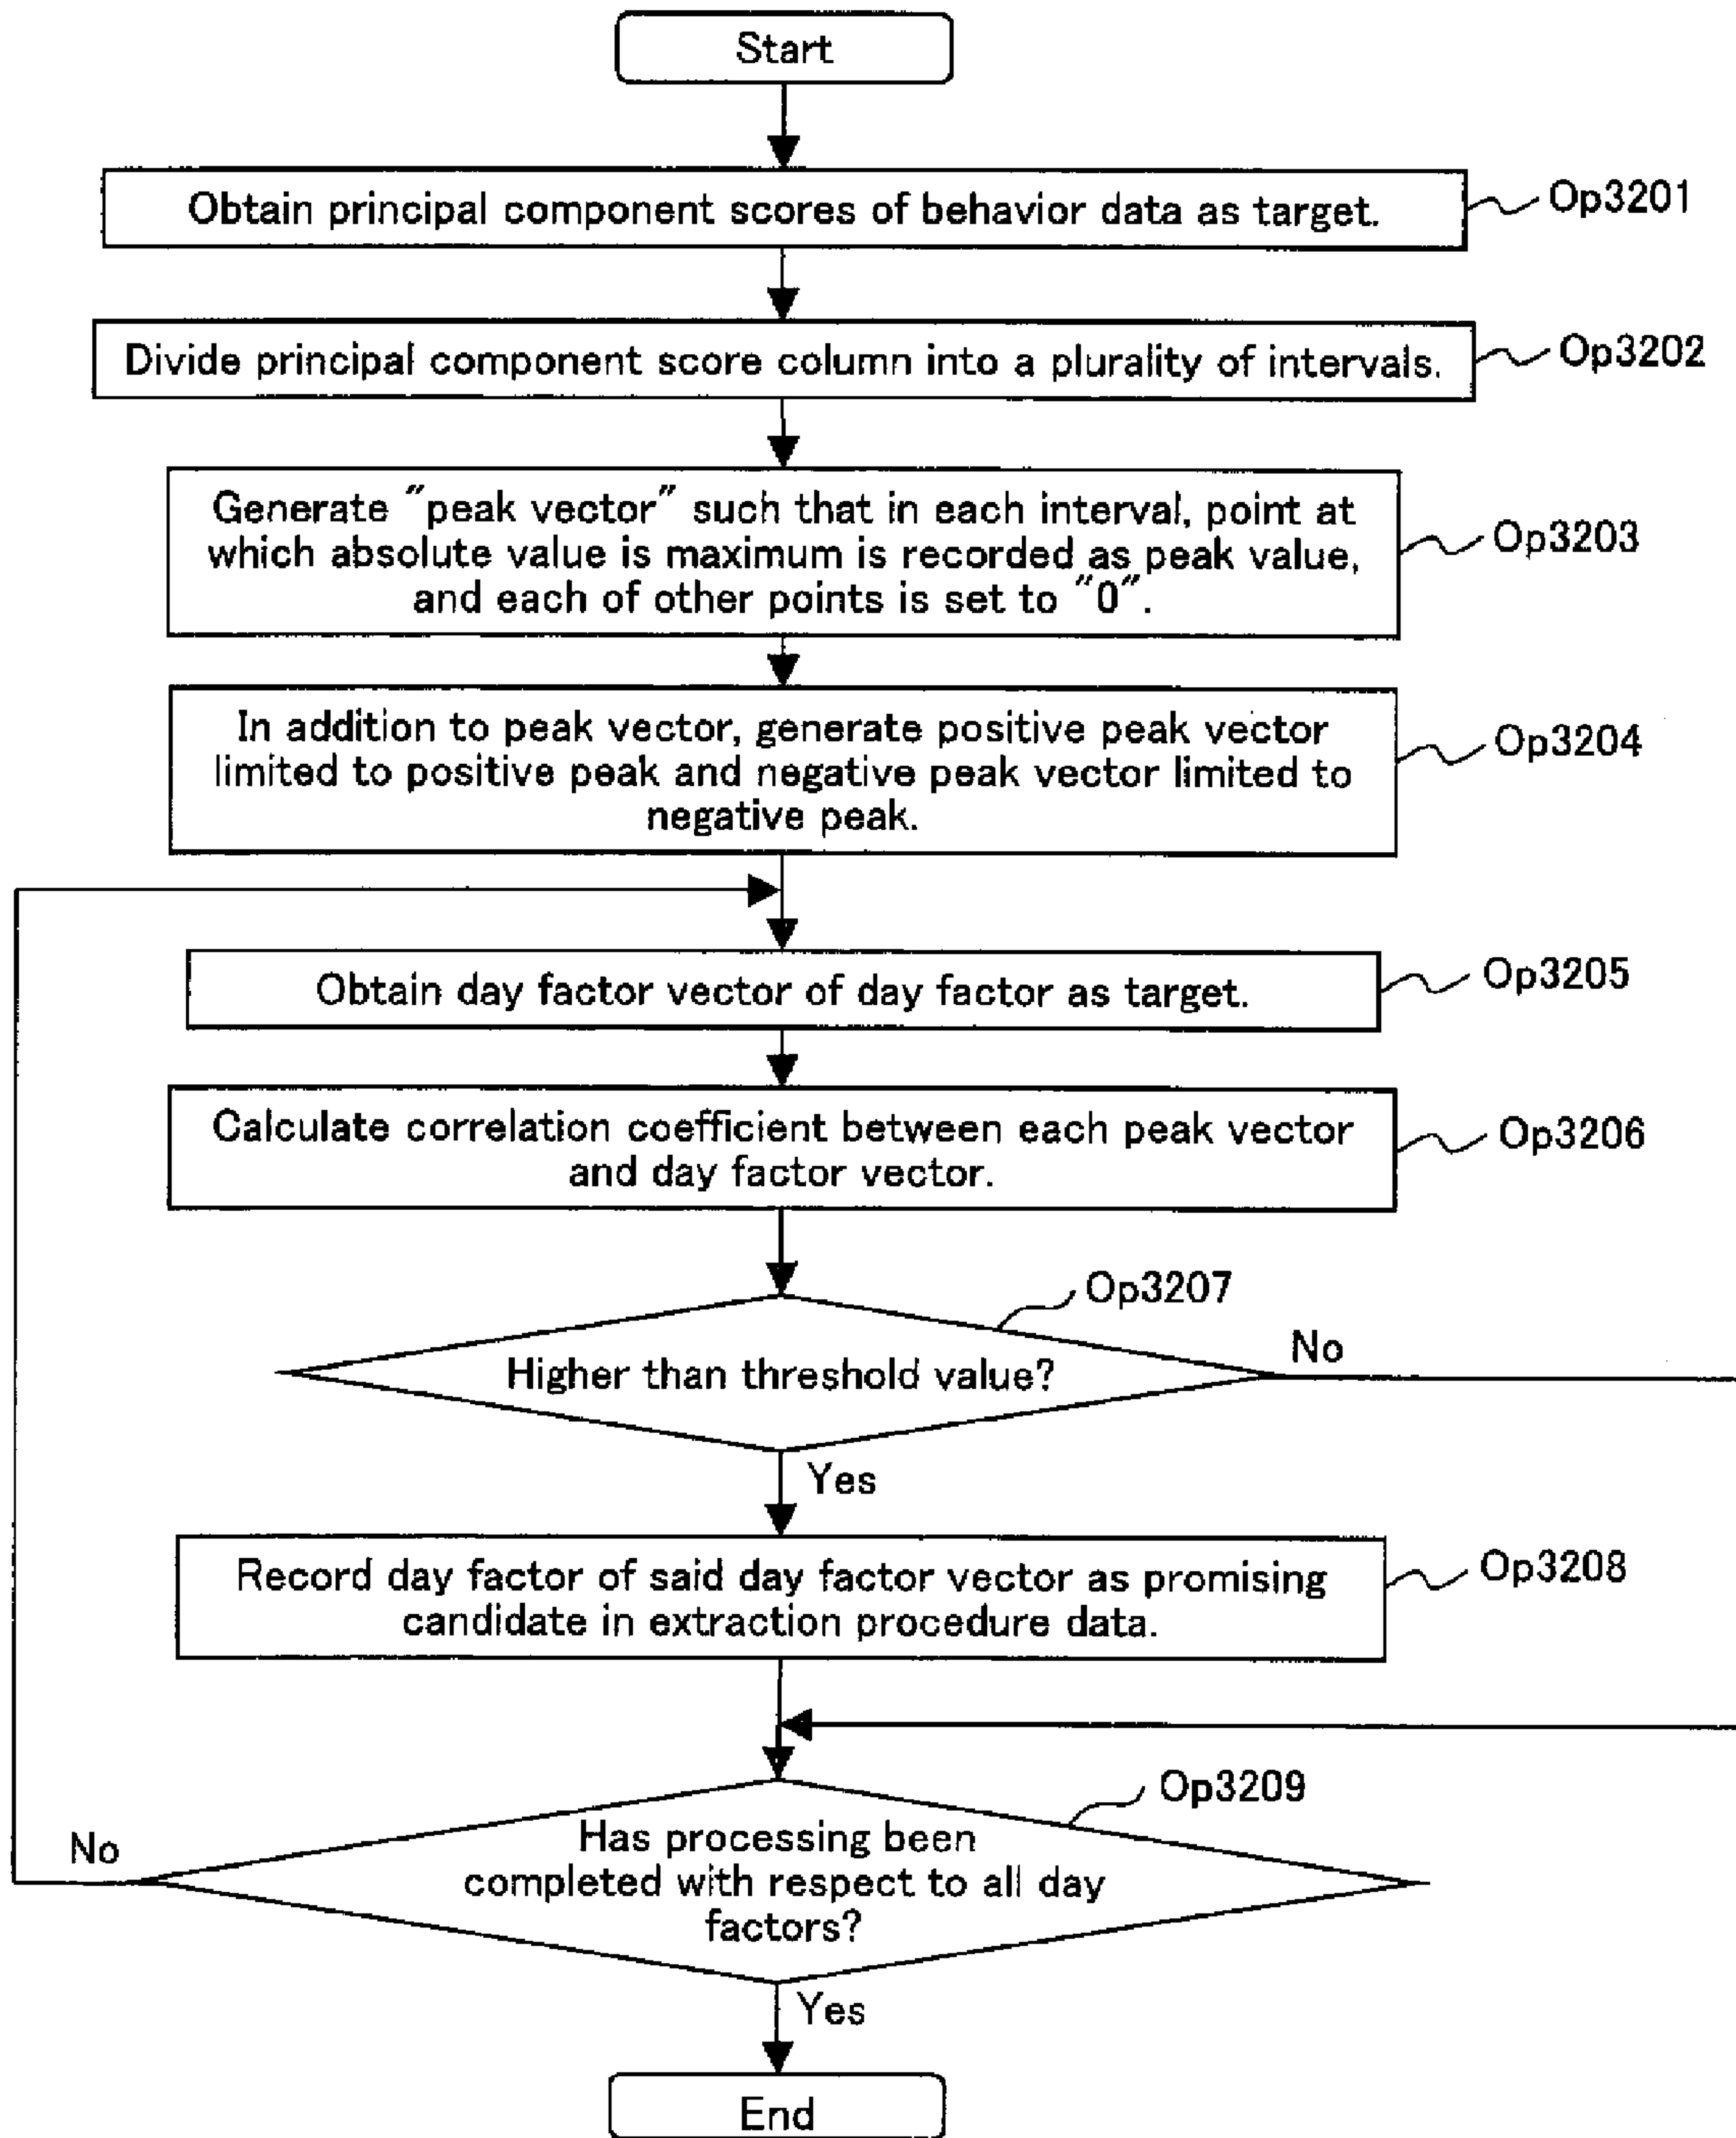 Start
Obtain principal component scores of behavior data as target.
Op3201
Divide principal component score column into a plurality of intervals.
Op3202
Generate "peak vector" such that in each interval, point at
which absolute value is maximum is recorded as peak value,
and each of other points is set to "0".
Op3203
In addition to peak vector, generate positive peak vector
limited to positive peak and negative peak vector limited to
negative peak.
Op3204
Obtain day factor vector of day factor as target.
Op3205
Calculate correlation coefficient between each peak vector
and day factor vector.
Op3206
Op3207
Higher than threshold value?
No
Yes
Record day factor of said day factor vector as promising
candidate in extraction procedure data.
Op3208
Op3209
Has processing been
completed with respect to all day
factors?
No
Yes
End